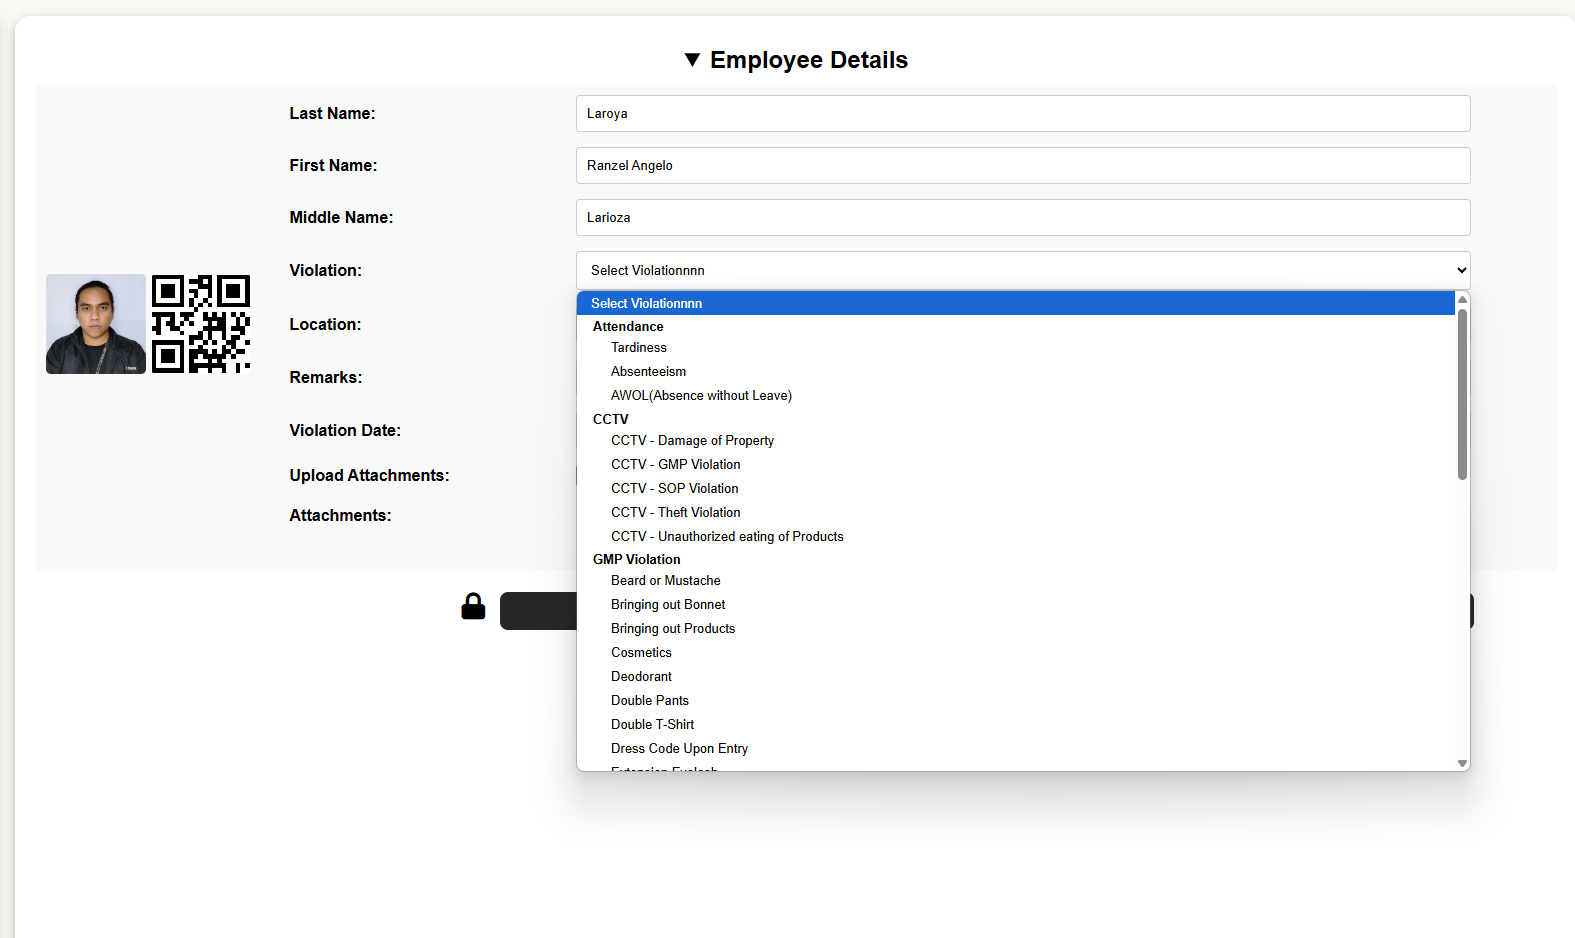 ▼ Employee Details
Last Name: Laroya
First Name: Ranzel Angelo
Middle Name: Larioza
Violation: Select Violationnnn
Select Violationnnn
Attendance
Tardiness
Absenteeism
AWOL(Absence without Leave)
CCTV
CCTV - Damage of Property
CCTV - GMP Violation
CCTV - SOP Violation
CCTV - Theft Violation
CCTV - Unauthorized eating of Products
GMP Violation
Beard or Mustache
Bringing out Bonnet
Bringing out Products
Cosmetics
Deodorant
Double Pants
Double T-Shirt
Dress Code Upon Entry
Location:
Remarks:
Violation Date:
Upload Attachments:
Attachments: